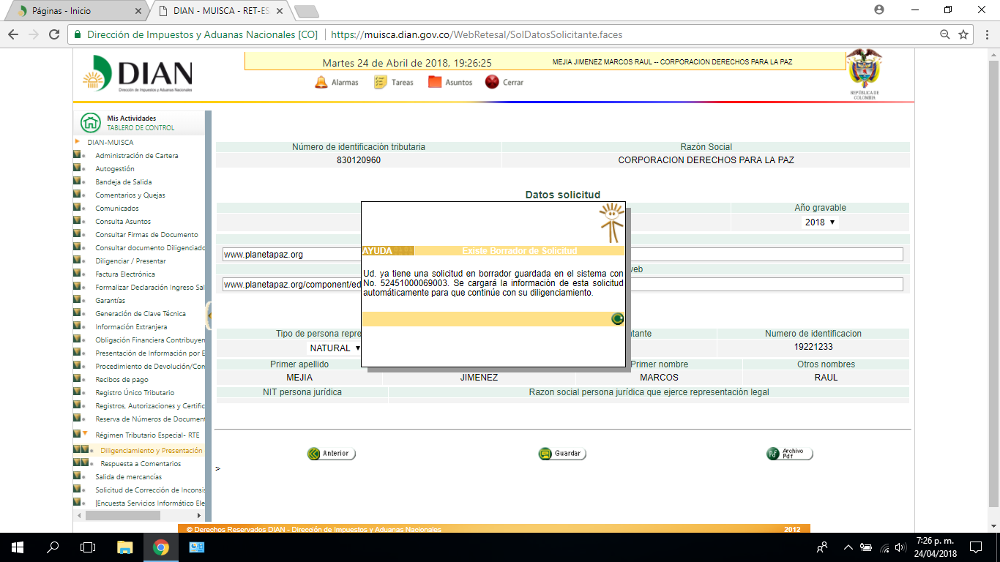 Páginas - Inicio
DIAN - MUISCA - RET-ES
Dirección de Impuestos y Aduanas Nacionales [CO]
https://muisca.dian.gov.co/WebRetesal/SolDatosSolicitante.faces
DIAN
Dirección de Impuestos y Aduanas Nacionales
Martes 24 de Abril de 2018, 19:26:25
MEJIA JIMENEZ MARCOS RAUL -- CORPORACION DERECHOS PARA LA PAZ
Alarmas
Tareas
Asuntos
Cerrar
REPÚBLICA DE
COLOMBIA
Mis Actividades
TABLERO DE CONTROL
DIAN-MUISCA
Administración de Cartera
Autogestión
Bandeja de Salida
Comentarios y Quejas
Comunicados
Consulta Asuntos
Consultar Firmas de Documento
Consultar documento Diligenciado
Diligenciar / Presentar
Factura Electrónica
Formalizar Declaración Ingreso Sal
Garantías
Generación de Clave Técnica
Información Extranjera
Obligación Financiera Contribuyen
Presentación de Información por E
Procedimiento de Devolución/Com
Recibos de pago
Registro Único Tributario
Registros, Autorizaciones y Certific
Reserva de Números de Document
Régimen Tributario Especial- RTE
Diligenciamiento y Presentación
Respuesta a Comentarios
Salida de mercancías
Solicitud de Corrección de Inconsis
|Encuesta Servicios Informático Ele
Número de identificación tributaria
Razón Social
830120960
CORPORACION DERECHOS PARA LA PAZ
Datos solicitud
Año gravable
2018
www.planetapaz.org
web
www.planetapaz.org/component/ed
AYUDA
Existe Borrador de Solicitud
Ud. ya tiene una solicitud en borrador guardada en el sistema con
No. 52451000069003. Se cargará la información de esta solicitud
automáticamente para que continúe con su diligenciamiento.
Tipo de persona repre
ntante
Numero de identificacion
NATURAL
19221233
Primer apellido
Primer nombre
Otros nombres
MEJIA
JIMENEZ
MARCOS
RAUL
NIT persona jurídica
Razon social persona jurídica que ejerce representación legal
Anterior
Guardar
Archivo
Pdf
>
© Derechos Reservados DIAN - Dirección de Impuestos y Aduanas Nacionales
2012
7:26 p. m.
24/04/2018